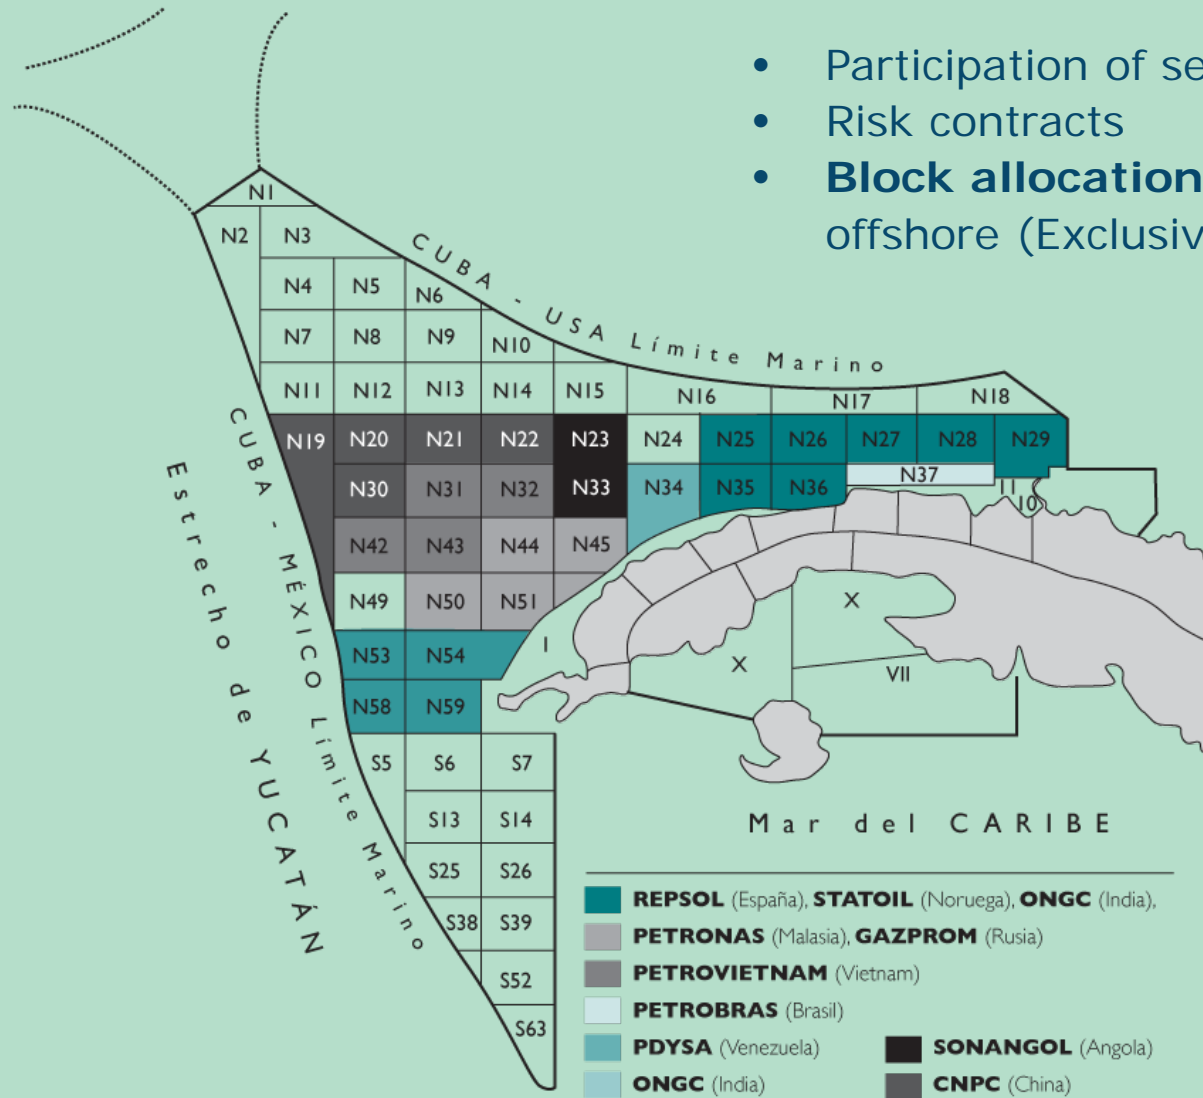 • Participation of se
• Risk contracts
• Block allocation
offshore (Exclusiv
N1
N2 N3
CUBA - USA Límite Marino
N4 N5 N6
N7 N8 N9 N10
N11 N12 N13 N14 N15 N16 N17 N18
CUBA - MÉXICO Límite Marino
Estrecho de YUCATÁN
N19 N20 N21 N22 N23 N24 N25 N26 N27 N28 N29
N30 N31 N32 N33 N34 N35 N36 N37
II 10
N42 N43 N44 N45
N49 N50 N51
X
I
N53 N54
X
VII
N58 N59
S5 S6 S7
S13 S14
Mar del CARIBE
S25 S26
S38 S39
S52
S63
REPSOL (España), STATOIL (Noruega), ONGC (India),
PETRONAS (Malasia), GAZPROM (Rusia)
PETROVIETNAM (Vietnam)
PETROBRAS (Brasil)
PDYSA (Venezuela) SONANGOL (Angola)
ONGC (India) CNPC (China)